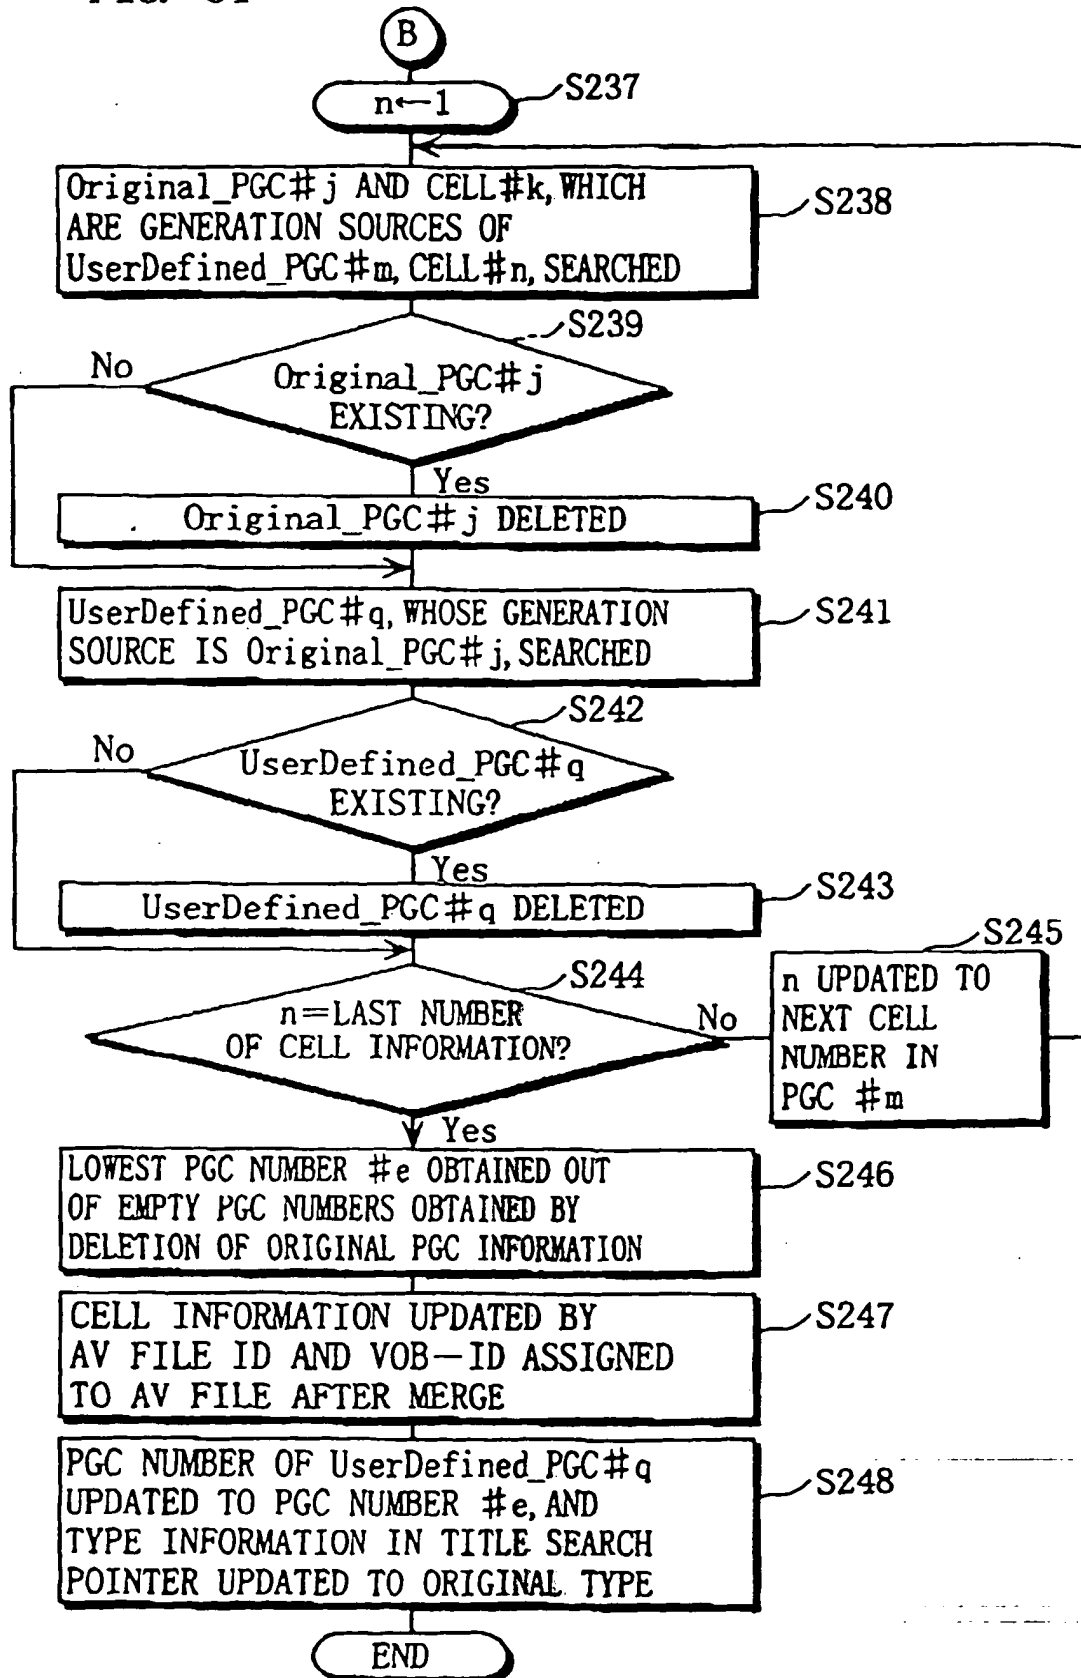 B
n←1
S237
Original_PGC#j AND CELL#k, WHICH
ARE GENERATION SOURCES OF
UserDefined_PGC#m, CELL#n, SEARCHED
S238
S239
No
Original_PGC#j
EXISTING?
Yes
S240
Original_PGC#j DELETED
UserDefined_PGC#q, WHOSE GENERATION
SOURCE IS Original_PGC#j, SEARCHED
S241
S242
No
UserDefined_PGC#q
EXISTING?
Yes
S243
UserDefined_PGC#q DELETED
S244
n=LAST NUMBER
OF CELL INFORMATION?
No
S245
n UPDATED TO
NEXT CELL
NUMBER IN
PGC #m
Yes
LOWEST PGC NUMBER #e OBTAINED OUT
OF EMPTY PGC NUMBERS OBTAINED BY
DELETION OF ORIGINAL PGC INFORMATION
S246
CELL INFORMATION UPDATED BY
AV FILE ID AND VOB-ID ASSIGNED
TO AV FILE AFTER MERGE
S247
PGC NUMBER OF UserDefined_PGC#q
UPDATED TO PGC NUMBER #e, AND
TYPE INFORMATION IN TITLE SEARCH
POINTER UPDATED TO ORIGINAL TYPE
S248
END